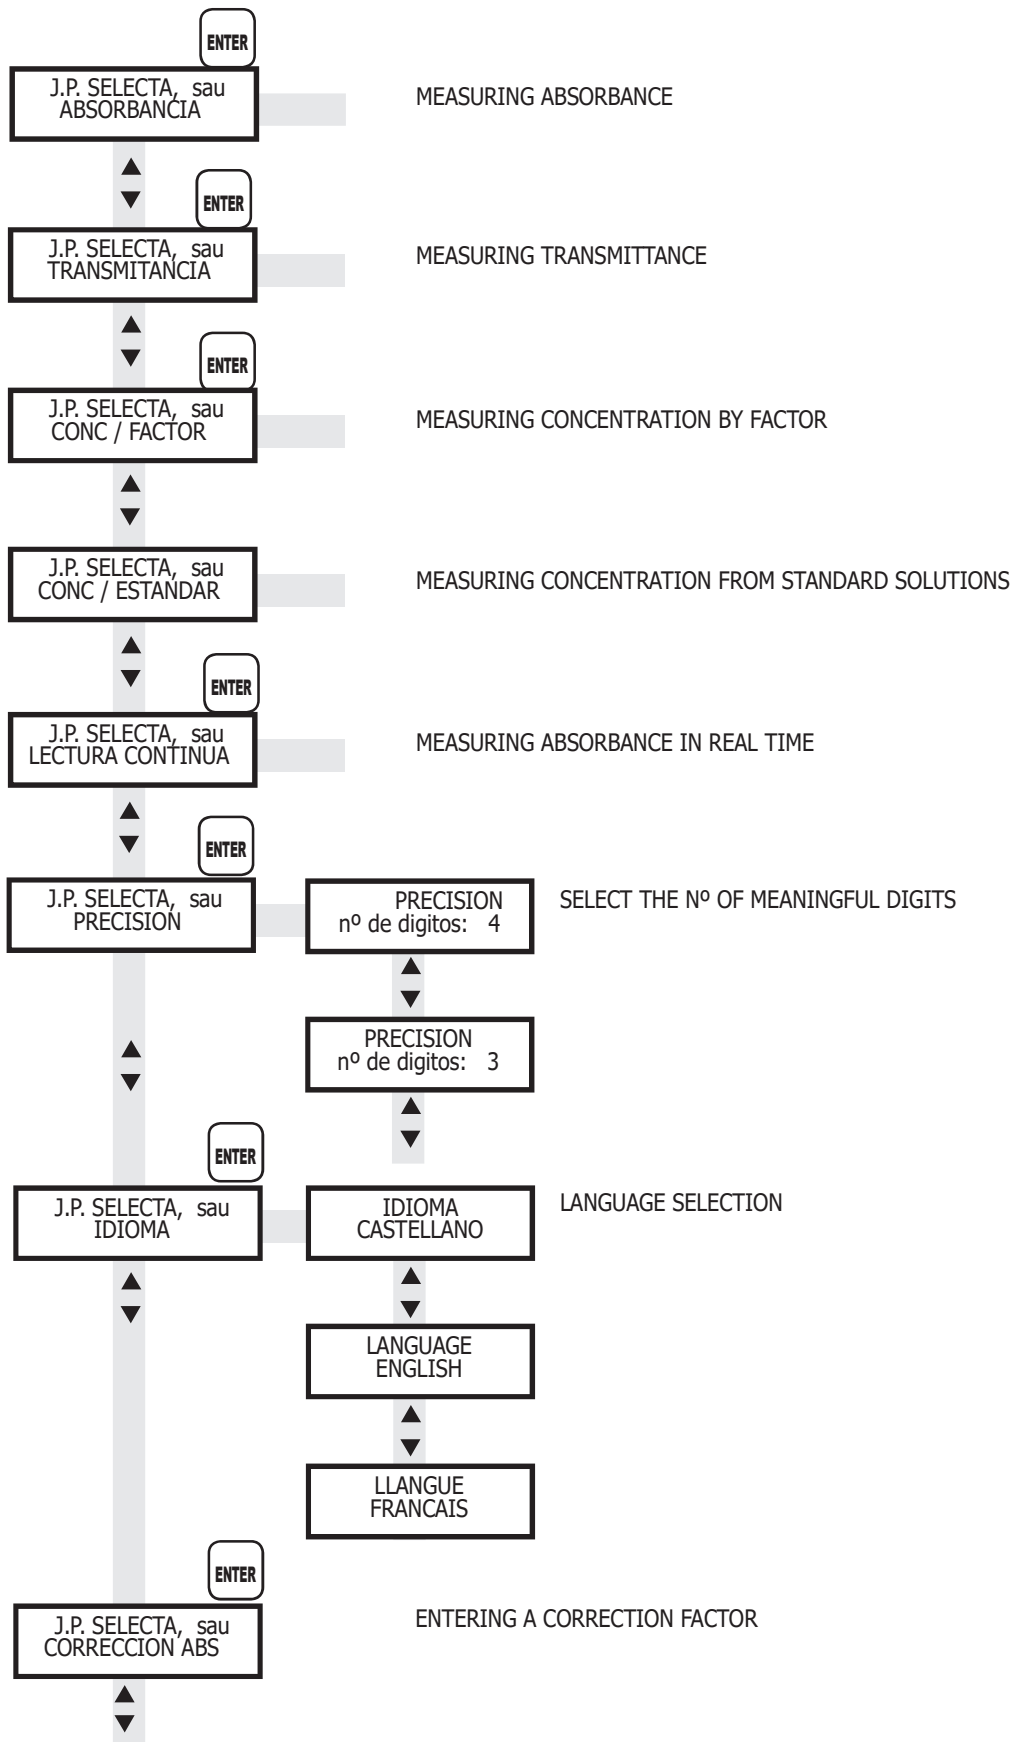 ENTER
J.P. SELECTA, sau
ABSORBANCIA
MEASURING ABSORBANCE
ENTER
J.P. SELECTA, sau
TRANSMITANCIA
MEASURING TRANSMITTANCE
ENTER
J.P. SELECTA, sau
CONC / FACTOR
MEASURING CONCENTRATION BY FACTOR
J.P. SELECTA, sau
CONC / ESTANDAR
MEASURING CONCENTRATION FROM STANDARD SOLUTIONS
ENTER
J.P. SELECTA, sau
LECTURA CONTINUA
MEASURING ABSORBANCE IN REAL TIME
ENTER
J.P. SELECTA, sau
PRECISION
PRECISION
nº de digitos: 4
SELECT THE Nº OF MEANINGFUL DIGITS
PRECISION
nº de digitos: 3
ENTER
J.P. SELECTA, sau
IDIOMA
IDIOMA
CASTELLANO
LANGUAGE SELECTION
LANGUAGE
ENGLISH
LLANGUE
FRANCAIS
ENTER
J.P. SELECTA, sau
CORRECCION ABS
ENTERING A CORRECTION FACTOR